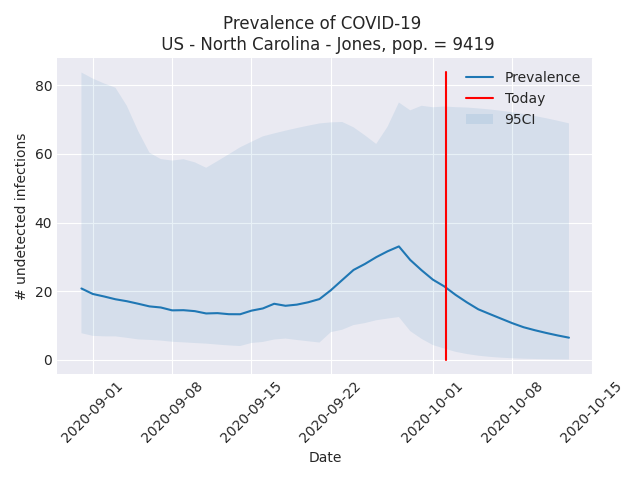 Prevalence of COVID-19
US - North Carolina - Jones, pop. = 9419
Prevalence
Today
95CI
# undetected infections
80
60
40
20
0
2020-09-01
2020-09-08
2020-09-15
2020-09-22
2020-10-01
2020-10-08
2020-10-15
Date